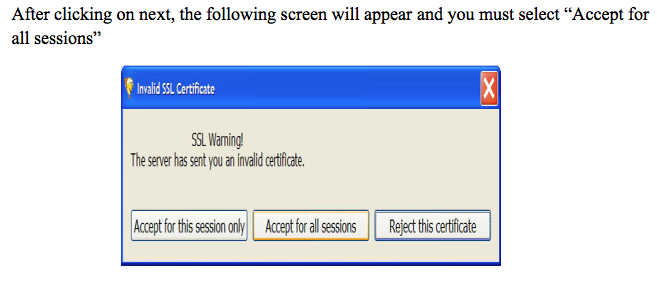 After clicking on next, the following screen will appear and you must select “Accept for
all sessions”
Invalid SSL Certificate
SSL Warning!
The server has sent you an invalid certificate.
Accept for this session only Accept for all sessions Reject this certificate